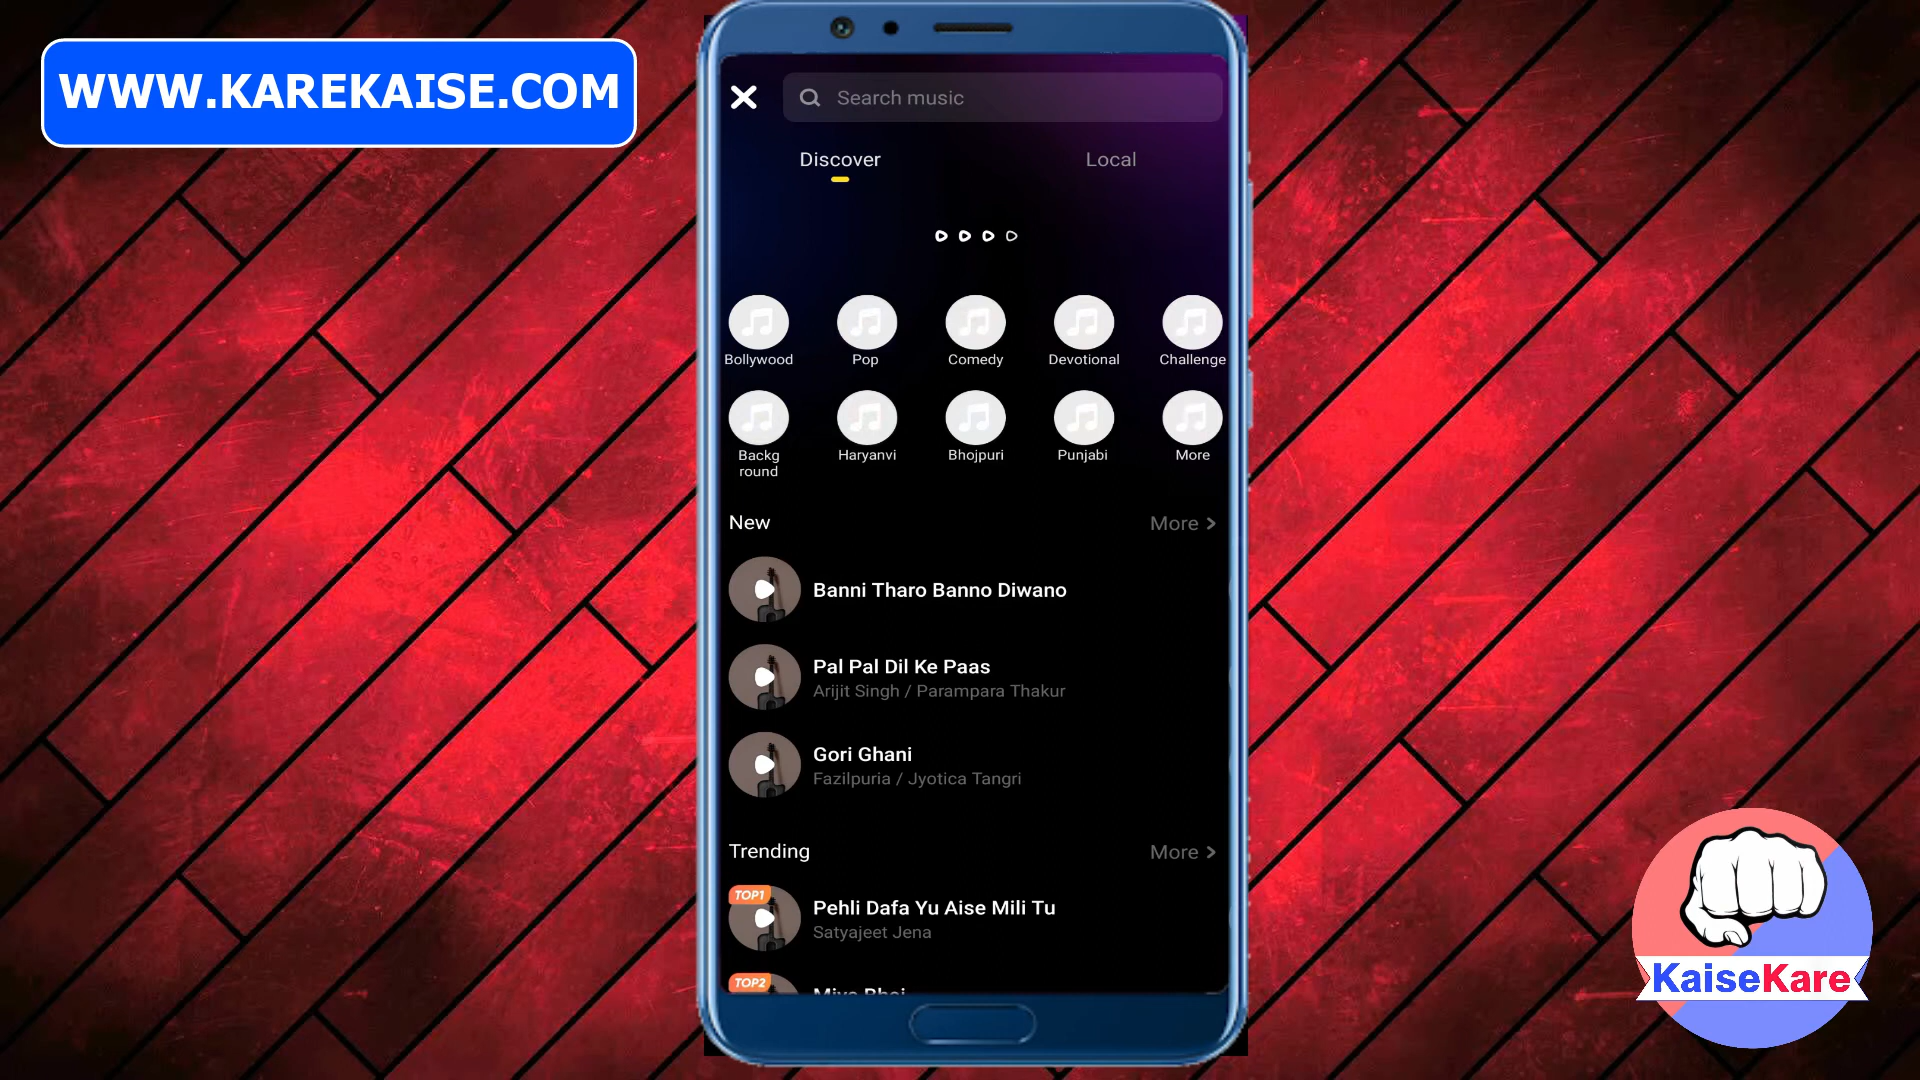 WWW.KAREKAISE.COM
Search music
Discover
Local
Bollywood
Pop
Comedy
Devotional
Challenge
Backg
round
Haryanvi
Bhojpuri
Punjabi
More
New
More >
Banni Tharo Banno Diwano
Pal Pal Dil Ke Paas
Arijit Singh / Parampara Thakur
Gori Ghani
Fazilpuria / Jyotica Tangri
Trending
More >
TOP1
Pehli Dafa Yu Aise Mili Tu
Satyajeet Jena
TOP2
KaiseKare